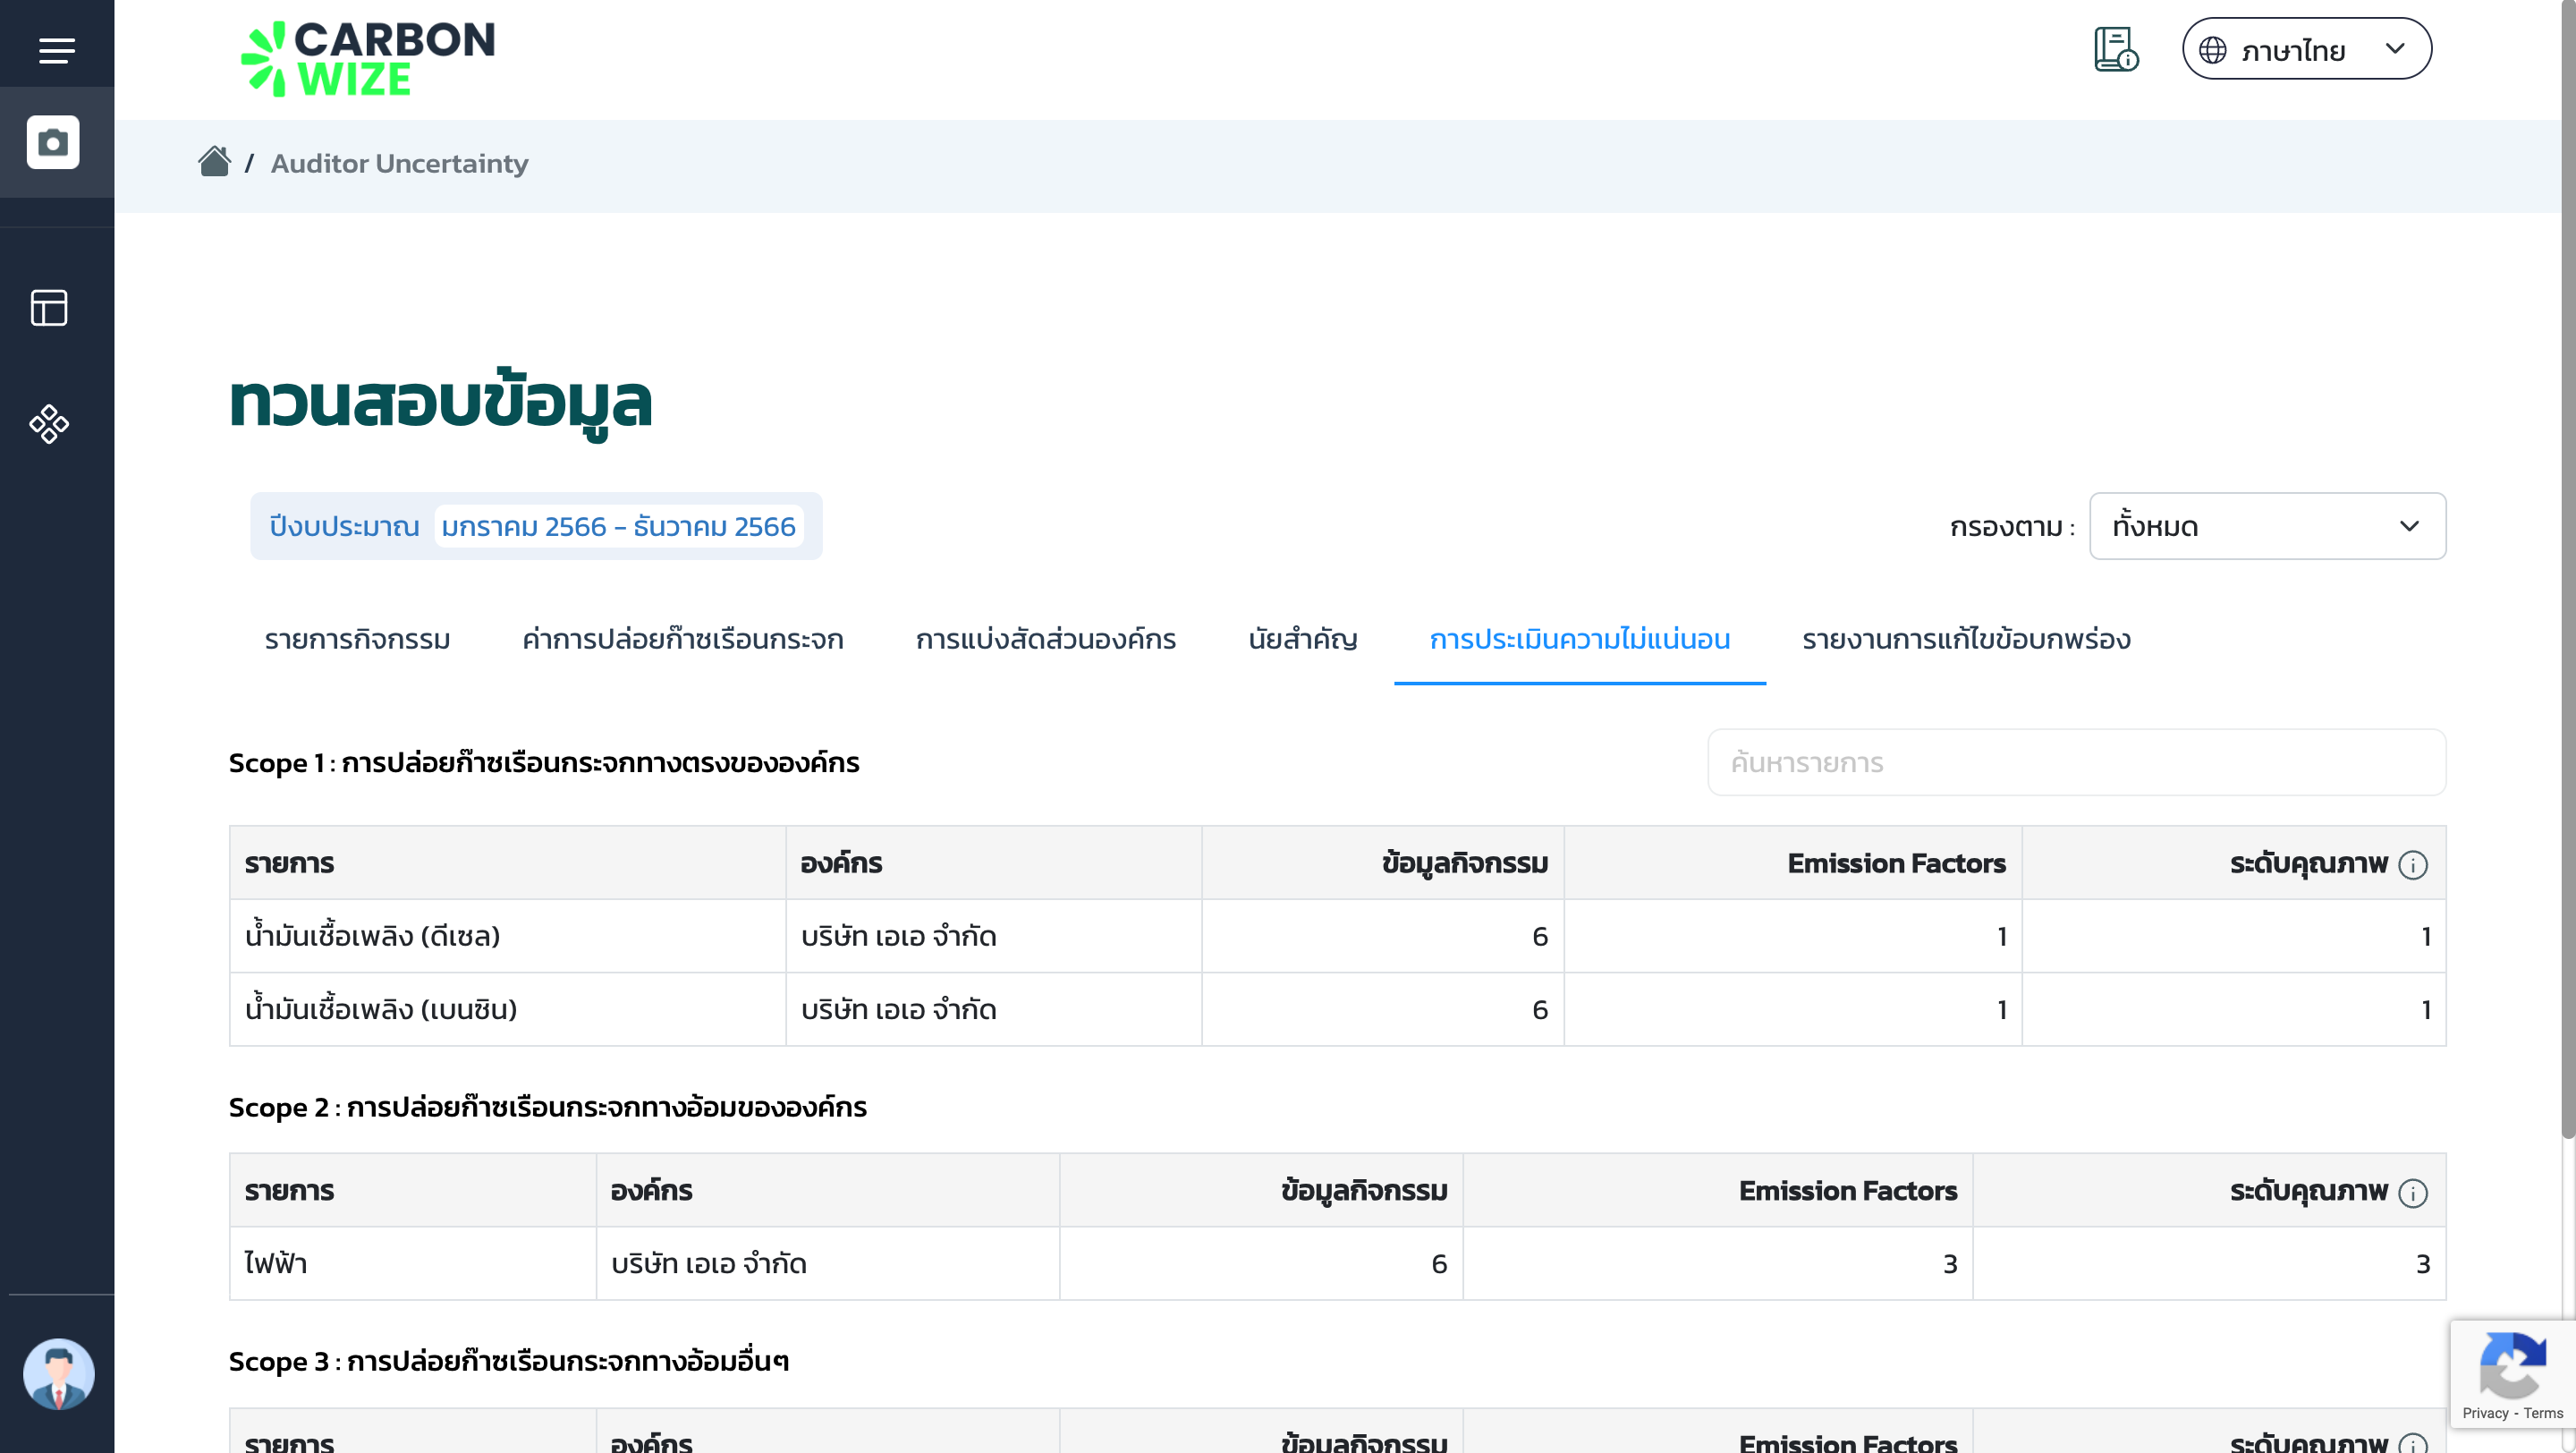 CARBON
WIZE
ภาษาไทย
/ Auditor Uncertainty
ทวนสอบข้อมูล
ปีงบประมาณ มกราคม 2566 - ธันวาคม 2566
กรองตาม : ทั้งหมด
รายการกิจกรรม ค่าการปล่อยก๊าซเรือนกระจก การแบ่งสัดส่วนองค์กร นัยสำคัญ การประเมินความไม่แน่นอน รายงานการแก้ไขข้อบกพร่อง
Scope 1 : การปล่อยก๊าซเรือนกระจกทางตรงขององค์กร
ค้นหารายการ
รายการ องค์กร ข้อมูลกิจกรรม Emission Factors ระดับคุณภาพ
น้ำมันเชื้อเพลิง (ดีเซล) บริษัท เอเอ จำกัด 6 1 1
น้ำมันเชื้อเพลิง (เบนซิน) บริษัท เอเอ จำกัด 6 1 1
Scope 2 : การปล่อยก๊าซเรือนกระจกทางอ้อมขององค์กร
รายการ องค์กร ข้อมูลกิจกรรม Emission Factors ระดับคุณภาพ
ไฟฟ้า บริษัท เอเอ จำกัด 6 3 3
Scope 3 : การปล่อยก๊าซเรือนกระจกทางอ้อมอื่นๆ
รายการ องค์กร ข้อมูลกิจกรรม Emission Factors ระดับคุณภาพ
Privacy - Terms